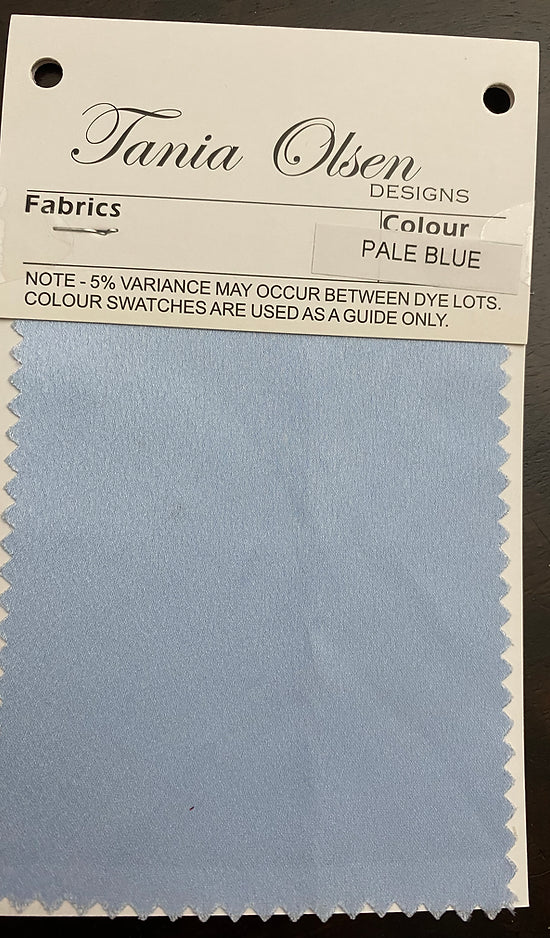 Tania Olsen
DESIGNS
Fabrics
Colour
PALE BLUE
NOTE - 5% VARIANCE MAY OCCUR BETWEEN DYE LOTS.
COLOUR SWATCHES ARE USED AS A GUIDE ONLY.